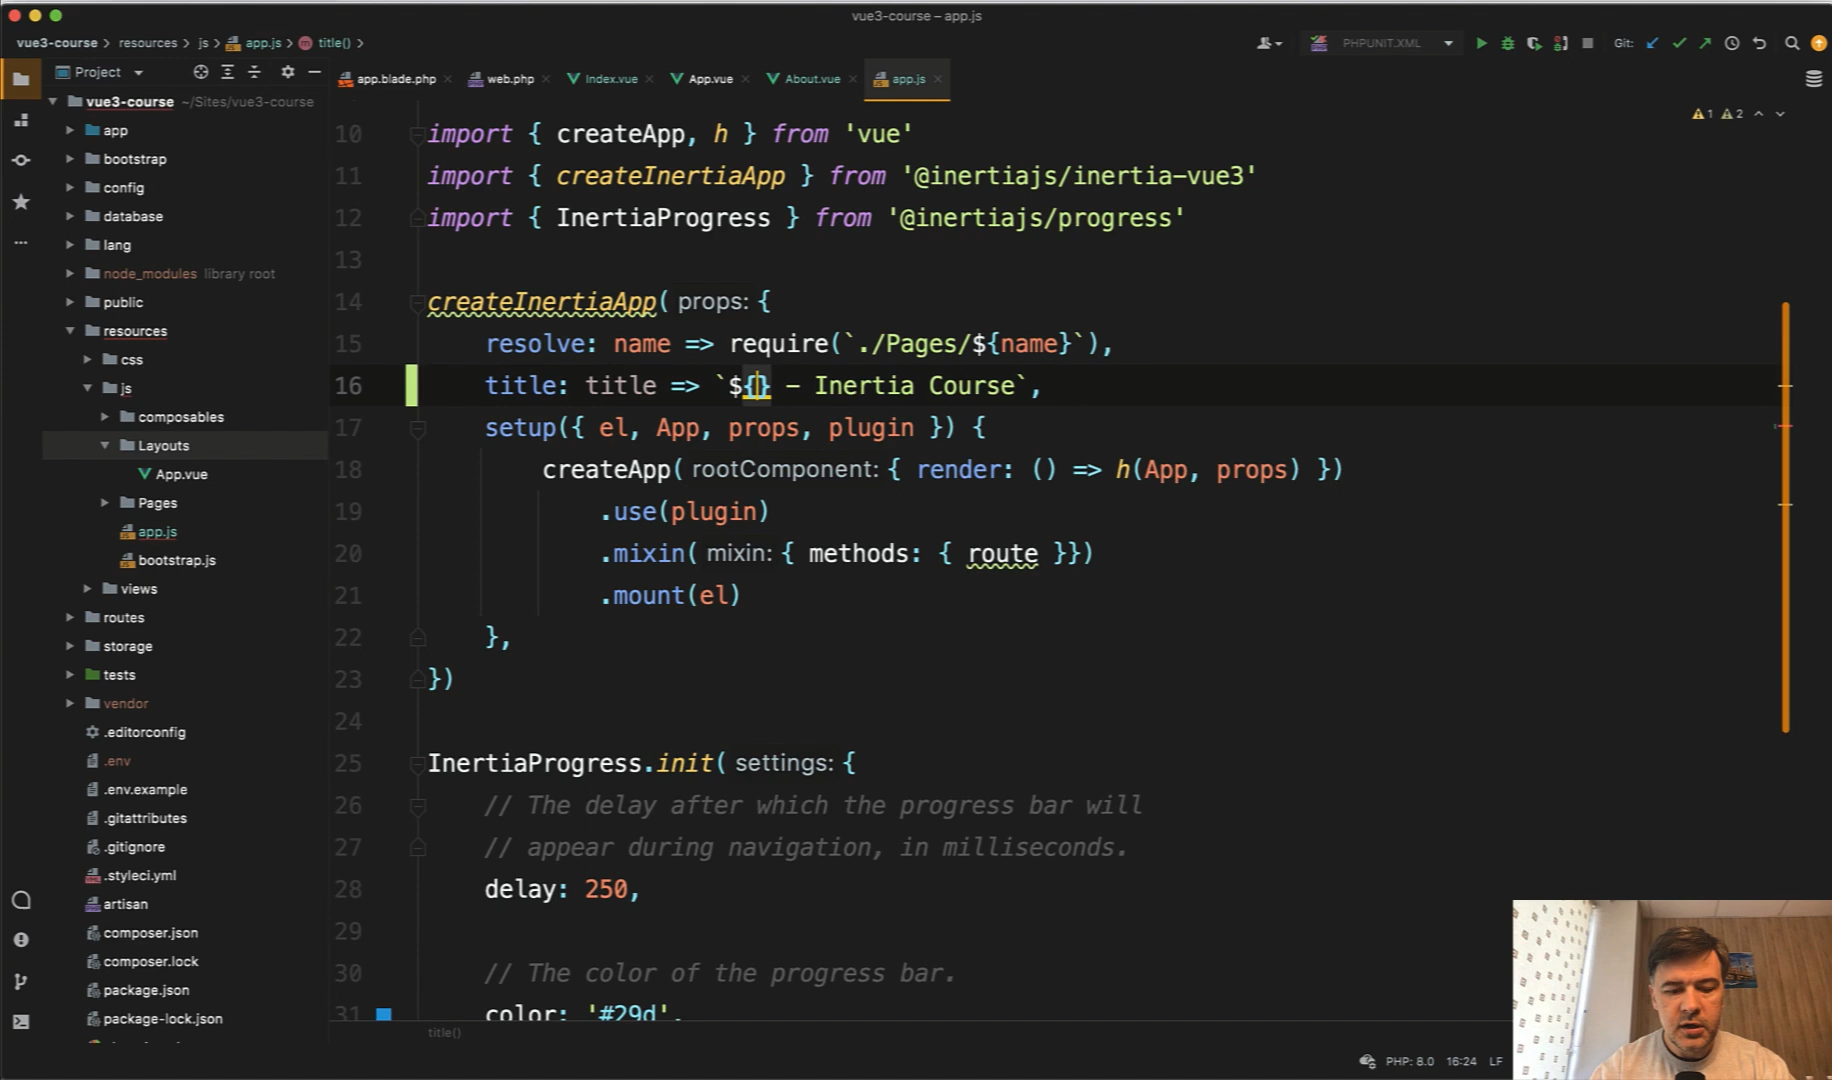 vue3-course – app.js
vue3-course
resources
js
app.js
title()
PHPUNIT.XML
Git:
Project
app.blade.php
web.php
Index.vue
App.vue
About.vue
app.js
vue3-course ~/Sites/vue3-course
app
bootstrap
config
database
lang
node_modules library root
public
resources
css
js
composables
Layouts
App.vue
Pages
app.js
bootstrap.js
views
routes
storage
tests
vendor
.editorconfig
.env
.env.example
.gitattributes
.gitignore
.styleci.yml
artisan
composer.json
composer.lock
package.json
package-lock.json
1 2
10 import { createApp, h } from 'vue'
11 import { createInertiaApp } from '@inertiajs/inertia-vue3'
12 import { InertiaProgress } from '@inertiajs/progress'
13
14 createInertiaApp( props: {
15 resolve: name => require(`./Pages/${name}`),
16 title: title => `${} - Inertia Course`,
17 setup({ el, App, props, plugin }) {
18 createApp( rootComponent: { render: () => h(App, props) })
19 .use(plugin)
20 .mixin( mixin: { methods: { route }})
21 .mount(el)
22 },
23 })
24
25 InertiaProgress.init( settings: {
26 // The delay after which the progress bar will
27 // appear during navigation, in milliseconds.
28 delay: 250,
29
30 // The color of the progress bar.
31 color: '#29d',
title()
PHP: 8.0 16:24 LF